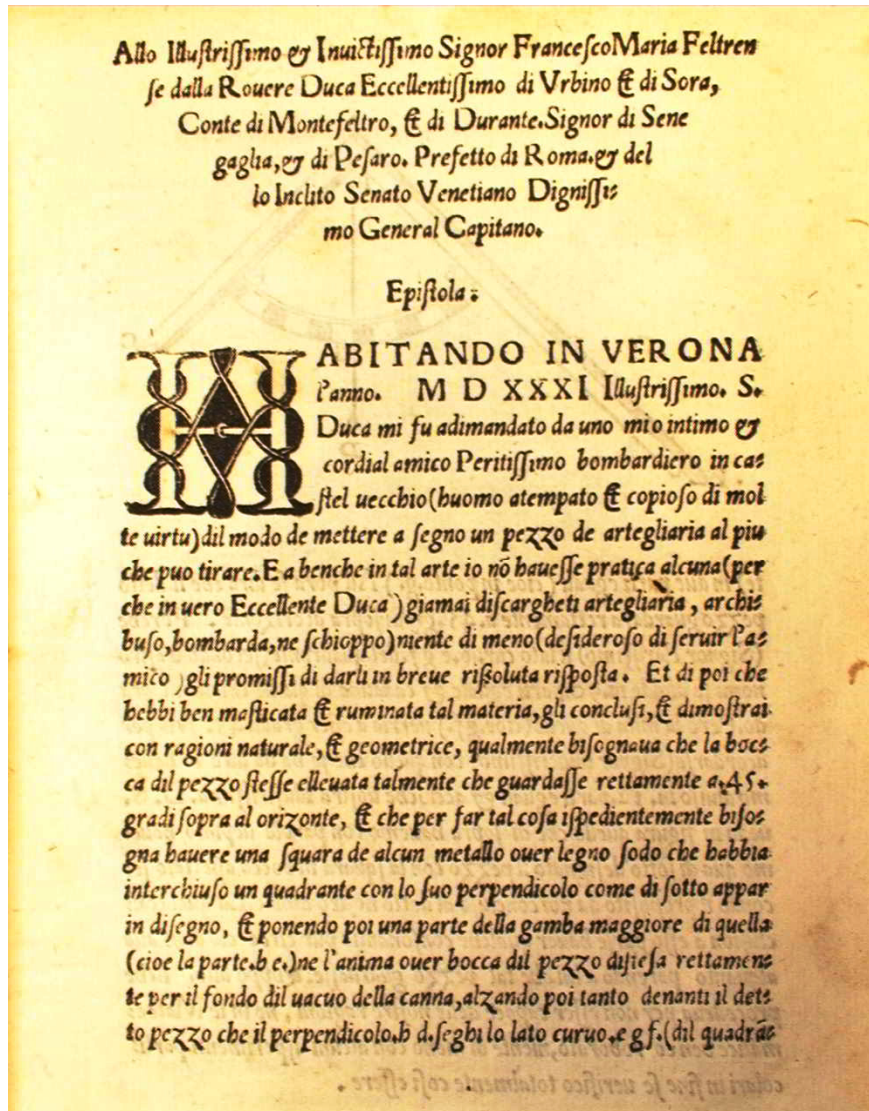 Allo Illustrissimo & Inuictissimo Signor Francesco Maria Feltren
se dalla Rouere Duca Eccellentissimo di Vrbino & di Sora,
Conte di Montefeltro, & di Durante.Signor di Sene
gaglia,& di Pesaro. Prefetto di Roma.& del
lo Inclito Senato Venetiano Dignissi-
mo General Capitano.
Epistola.
HABITANDO IN VERONA
l'anno. M D XXXI Illustrissimo. S.
Duca mi fu adimandato da uno mio intimo &
cordial amico Peritissimo bombardiero in ca-
stel uecchio(huomo atempato & copioso di mol
te uirtu)dil modo de mettere a segno un pezzo de artegliaria al piu
che puo tirare.E a benche in tal arte io nō hauesse pratica alcuna(per
che in uero Eccellente Duca)giamai discargheti artegliaria, archi-
buso,bombarda,ne schioppo)niente di meno(desideroso di seruir l'a-
mico)gli promissi di darli in breue rissoluta risposta. Et di poi che
hebbi ben masticata & ruminata tal materia,gli conclusi,& dimostrai
con ragioni naturale,& geometrice, qualmente bisognaua che la boc-
ca dil pezzo stesse elleuata talmente che guardasse rettamente a.45.
gradi sopra al orizonte, & che per far tal cosa ispedientemente biso-
gna hauere una squara de alcun metallo ouer legno sodo che habbia
interchiuso un quadrante con lo suo perpendicolo come di sotto appar
in disegno, & ponendo poi una parte della gamba maggiore di quella
(cioe la parte.b e.)ne l'anima ouer bocca dil pezzo distesa rettamen-
te per il fondo dil uacuo della canna,alzando poi tanto denanti il det-
to pezzo che il perpendicolo.h d.seghi lo lato curuo.e g f.(dil quadrā-